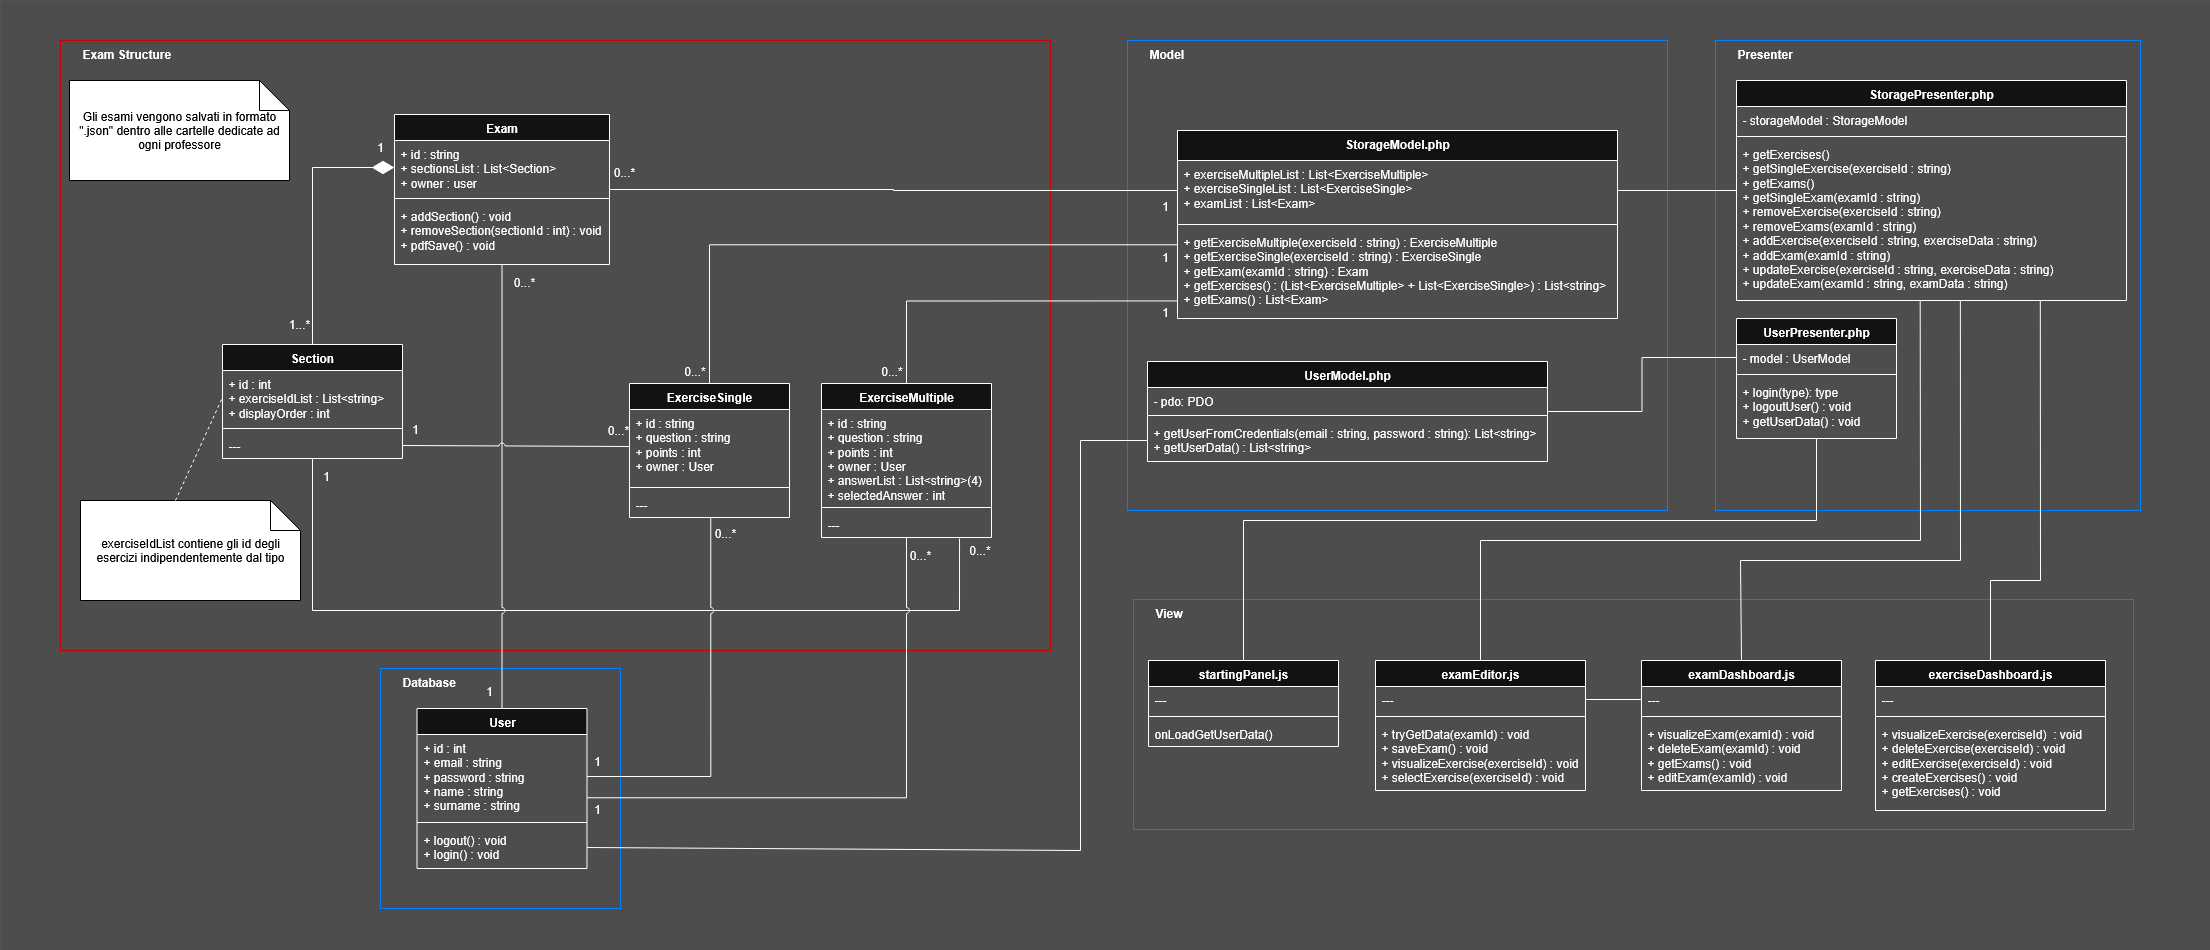 Exam Structure
Gli esami vengono salvati in formato
".json" dentro alle cartelle dedicate ad
ogni professore
Exam
+ id : string
+ sectionsList : List<Section>
+ owner : user
+ addSection() : void
+ removeSection(sectionId : int) : void
+ pdfSave() : void
1
0...*
0...*
1...*
Section
+ id : int
+ exerciseIdList : List<string>
+ displayOrder : int
---
1
0...*
1
exerciseIdList contiene gli id degli
esercizi indipendentemente dal tipo
0...*
ExerciseSingle
+ id : string
+ question : string
+ points : int
+ owner : User
---
0...*
0...*
ExerciseMultiple
+ id : string
+ question : string
+ points : int
+ owner : User
+ answerList : List<string>(4)
+ selectedAnswer : int
---
0...*
0...*
Database
1
User
+ id : int
+ email : string
+ password : string
+ name : string
+ surname : string
+ logout() : void
+ login() : void
1
1
Model
StorageModel.php
+ exerciseMultipleList : List<ExerciseMultiple>
+ exerciseSingleList : List<ExerciseSingle>
+ examList : List<Exam>
+ getExerciseMultiple(exerciseId : string) : ExerciseMultiple
+ getExerciseSingle(exerciseId : string) : ExerciseSingle
+ getExam(examId : string) : Exam
+ getExercises() : (List<ExerciseMultiple> + List<ExerciseSingle>) : List<string>
+ getExams() : List<Exam>
1
1
1
UserModel.php
- pdo: PDO
+ getUserFromCredentials(email : string, password : string): List<string>
+ getUserData() : List<string>
Presenter
StoragePresenter.php
- storageModel : StorageModel
+ getExercises()
+ getSingleExercise(exerciseId : string)
+ getExams()
+ getSingleExam(examId : string)
+ removeExercise(exerciseId : string)
+ removeExams(examId : string)
+ addExercise(exerciseId : string, exerciseData : string)
+ addExam(examId : string)
+ updateExercise(exerciseId : string, exerciseData : string)
+ updateExam(examId : string, examData : string)
UserPresenter.php
- model : UserModel
+ login(type): type
+ logoutUser() : void
+ getUserData() : void
View
startingPanel.js
---
onLoadGetUserData()
examEditor.js
---
+ tryGetData(examId) : void
+ saveExam() : void
+ visualizeExercise(exerciseId) : void
+ selectExercise(exerciseId) : void
examDashboard.js
---
+ visualizeExam(examId) : void
+ deleteExam(examId) : void
+ getExams() : void
+ editExam(examId) : void
exerciseDashboard.js
---
+ visualizeExercise(exerciseId)  : void
+ deleteExercise(exerciseId) : void
+ editExercise(exerciseId) : void
+ createExercises() : void
+ getExercises() : void